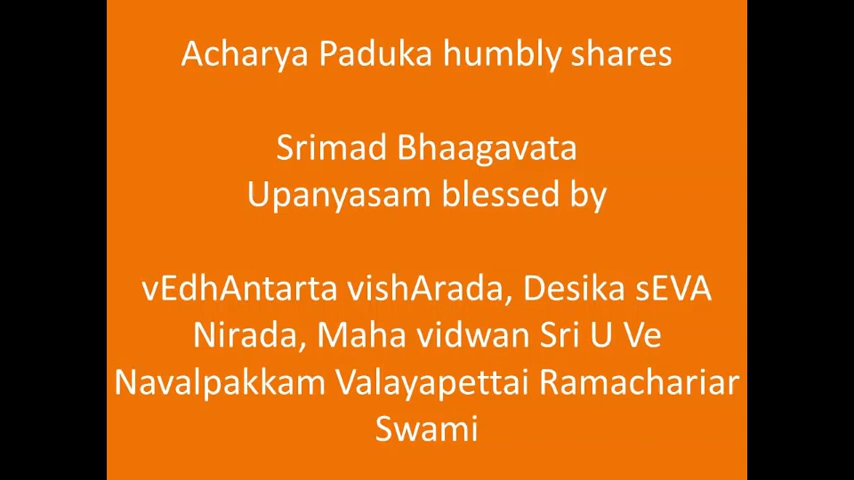 Acharya Paduka humbly shares
Srimad Bhaagavata
Upanyasam blessed by
vEdhAntarta vishArada, Desika sEVA
Nirada, Maha vidwan Sri U Ve
Navalpakkam Valayapettai Ramachariar
Swami